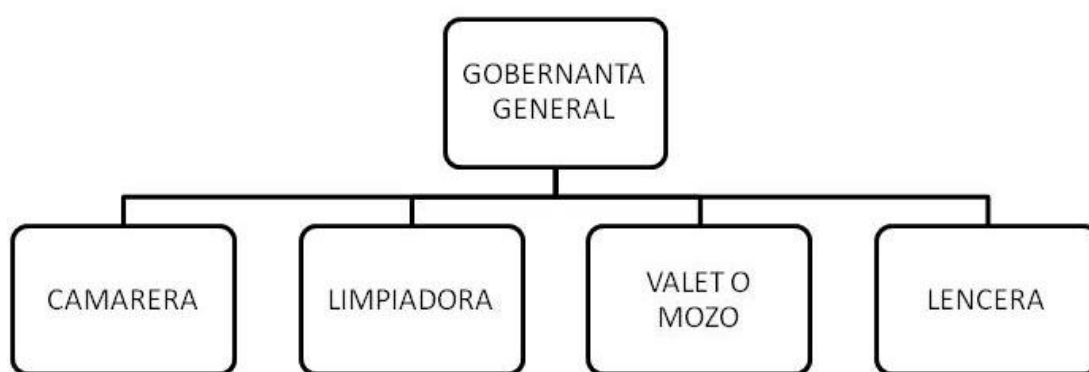 GOBERNANTA
GENERAL
CAMARERA
LIMPIADORA
VALET O
MOZO
LENCERA